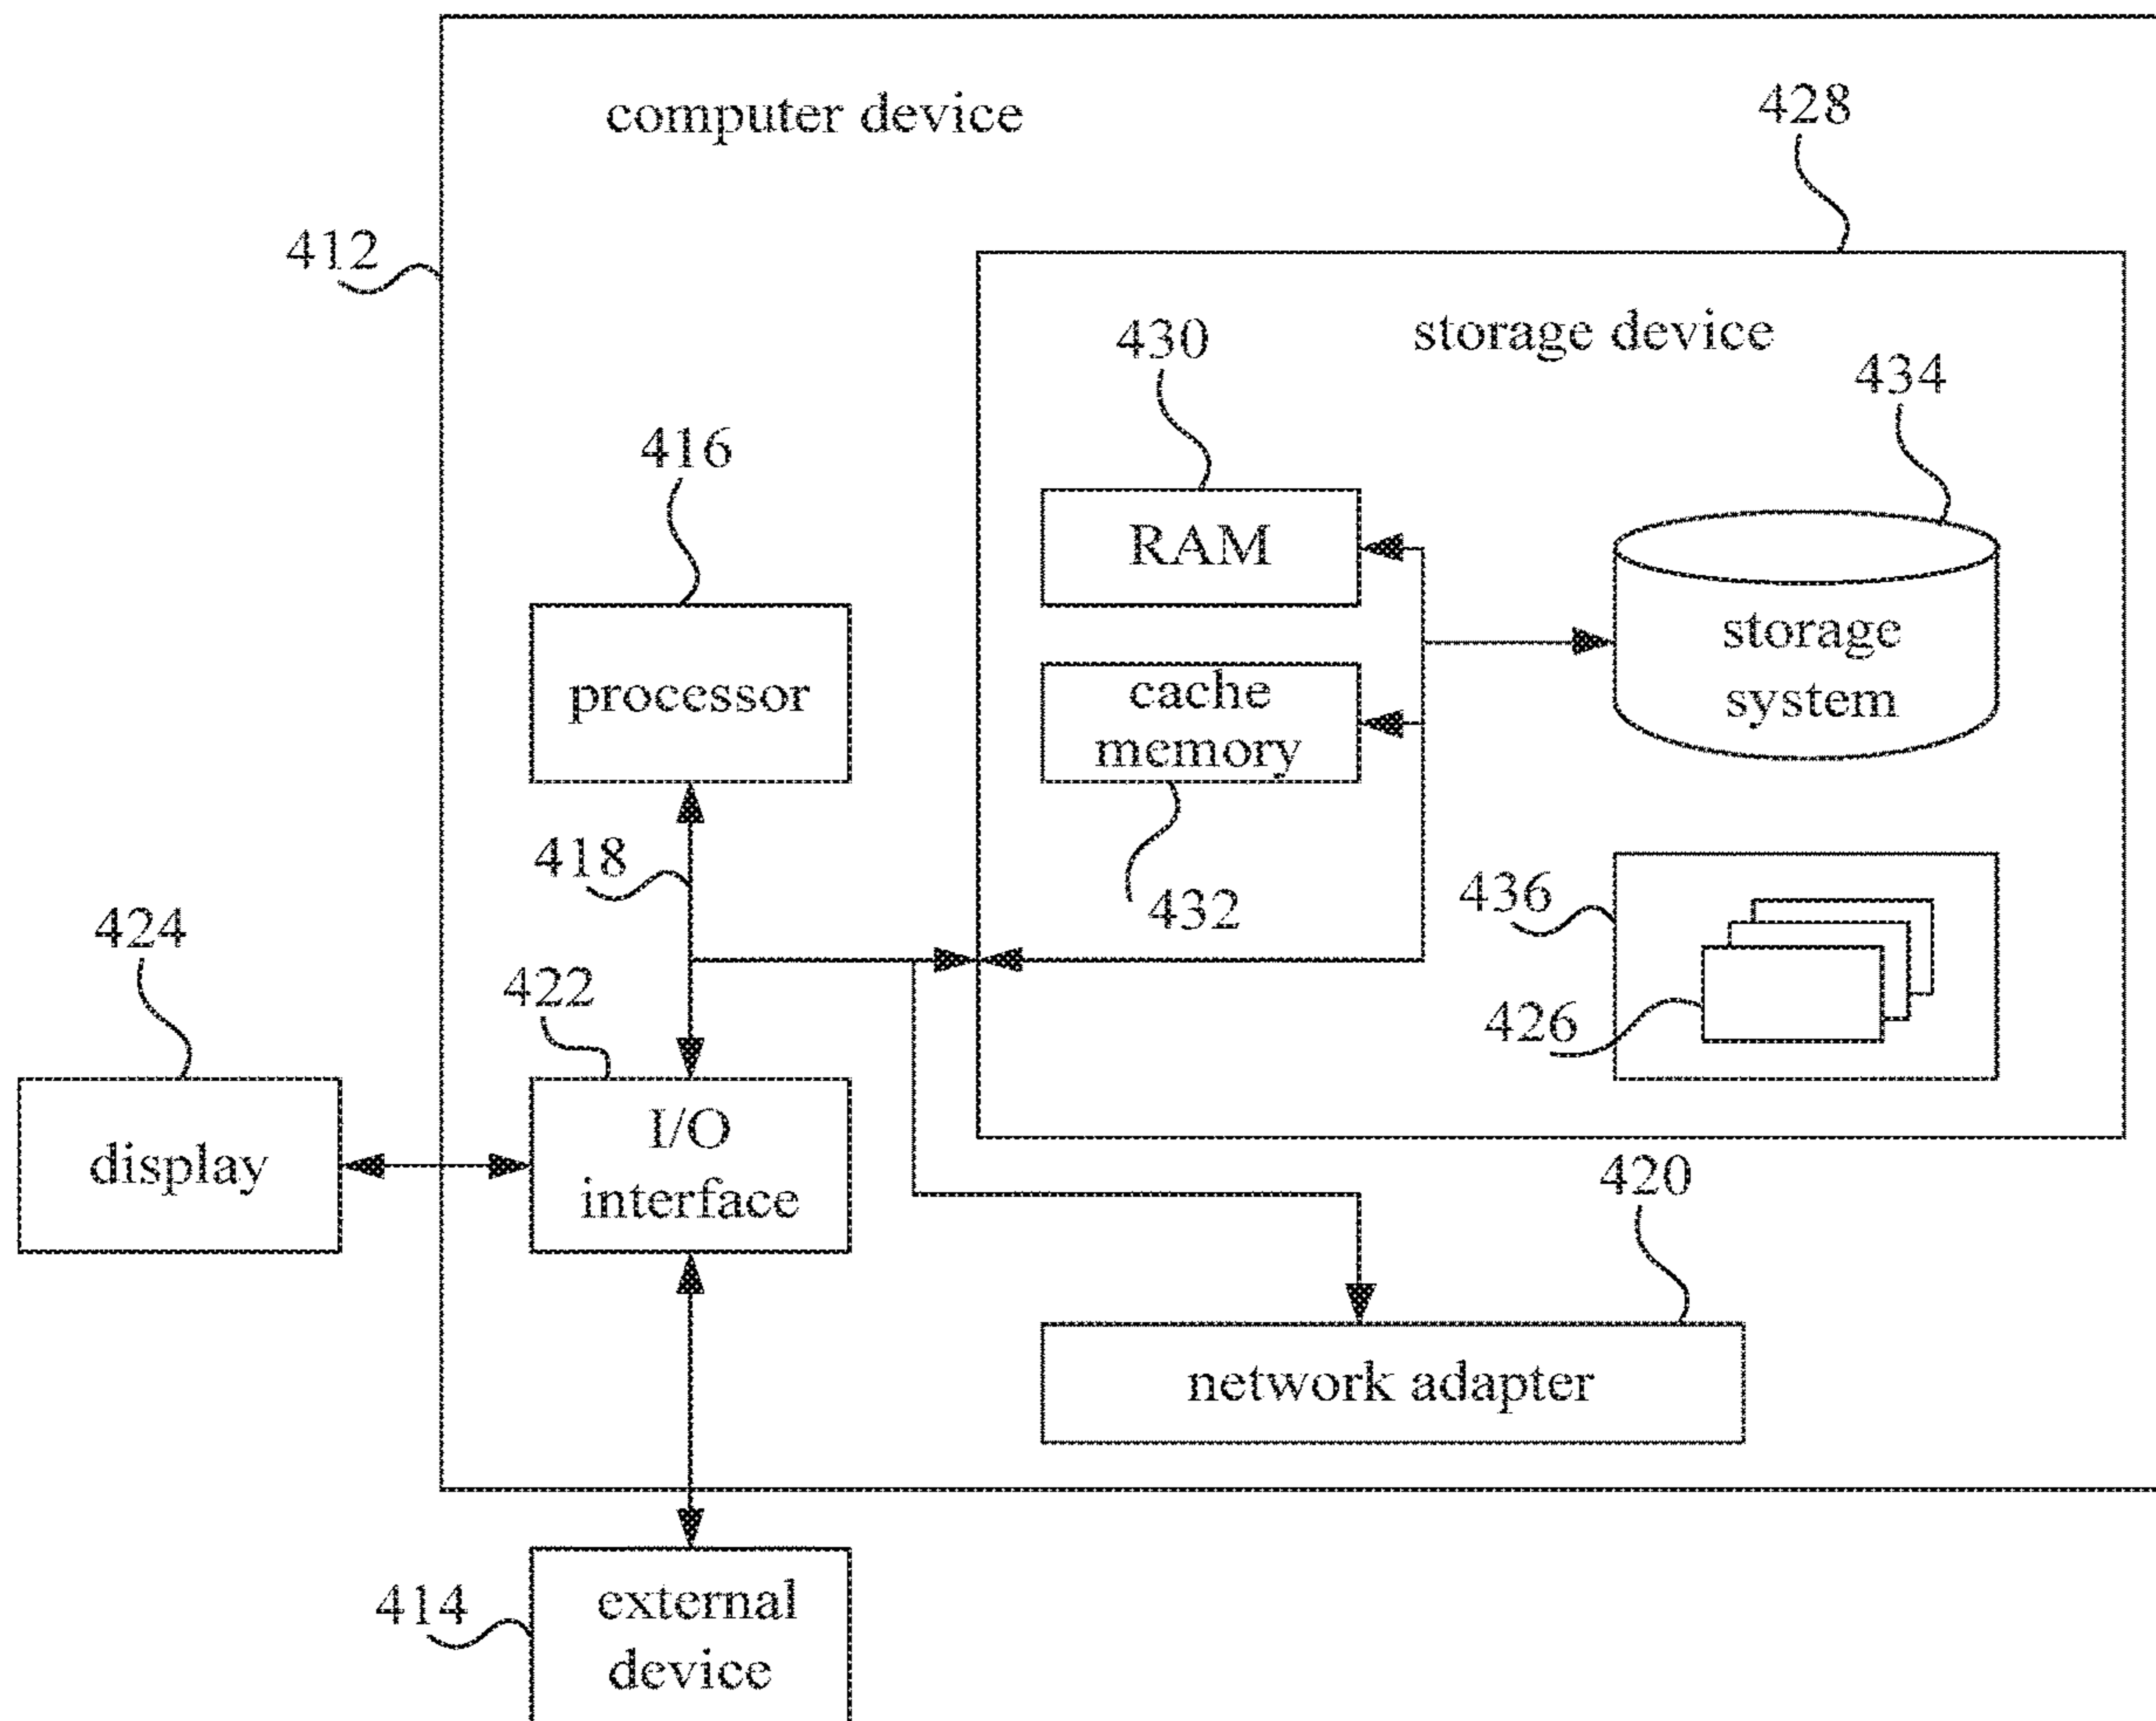 computer device
428
412
storage device
430
434
416
RAM
storage
system
processor
cache
memory
418
432
436
424
422
426
I/O
interface
display
420
network adapter
414
external
device